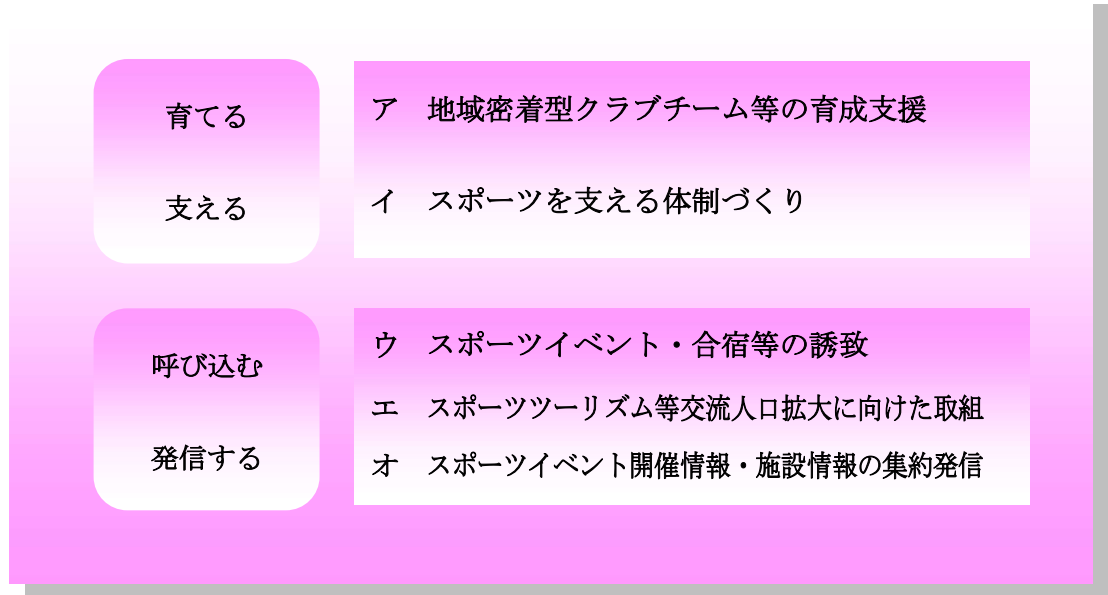 育てる
支える
ア　地域密着型クラブチーム等の育成支援
イ　スポーツを支える体制づくり
呼び込む
発信する
ウ　スポーツイベント・合宿等の誘致
エ　スポーツツーリズム等交流人口拡大に向けた取組
オ　スポーツイベント開催情報・施設情報の集約発信